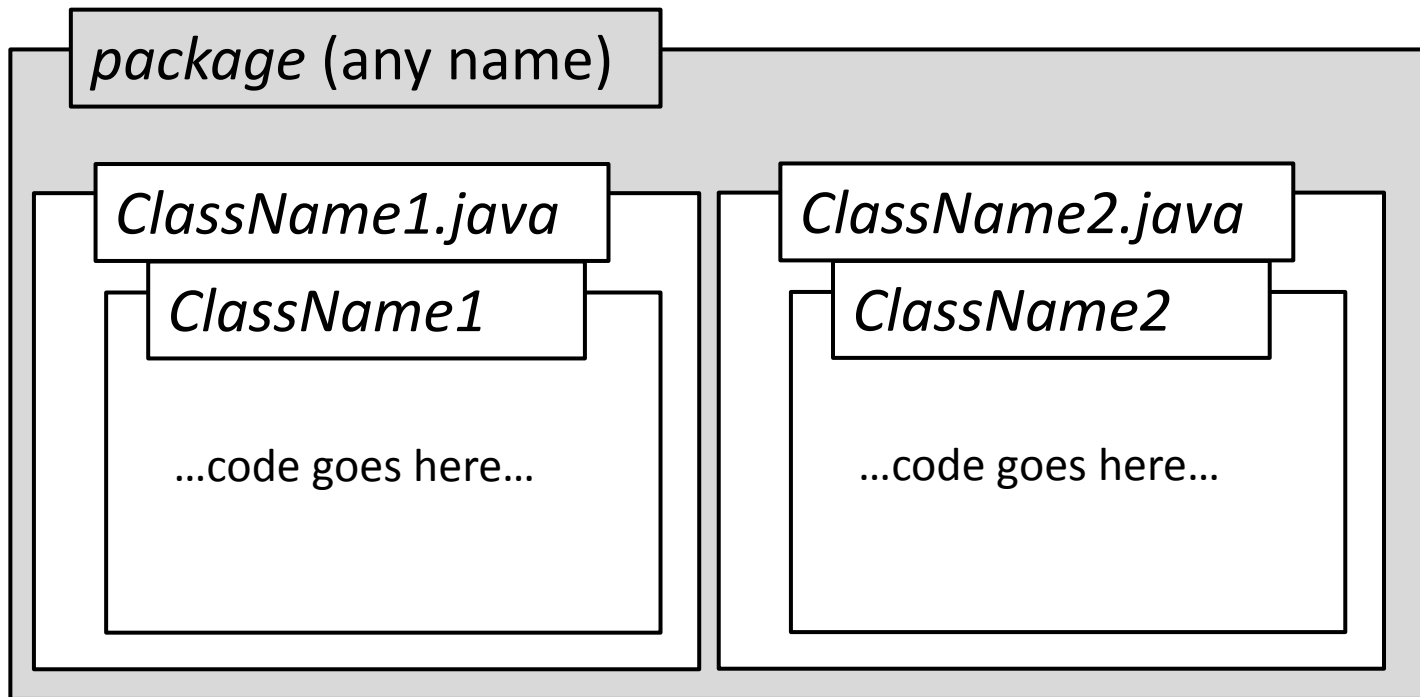 package (any name)
ClassName1.java
ClassName1
…code goes here…
ClassName2.java
ClassName2
…code goes here…